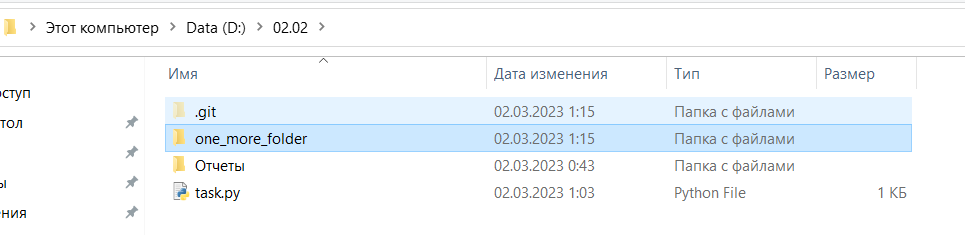 Этот компьютер > Data (D:) > 02.02 >
Имя Дата изменения Тип Размер
оступ
тол
ы
ения
.git 02.03.2023 1:15 Папка с файлами
one_more_folder 02.03.2023 1:15 Папка с файлами
Отчеты 02.03.2023 0:43 Папка с файлами
task.py 02.03.2023 1:03 Python File 1 КБ